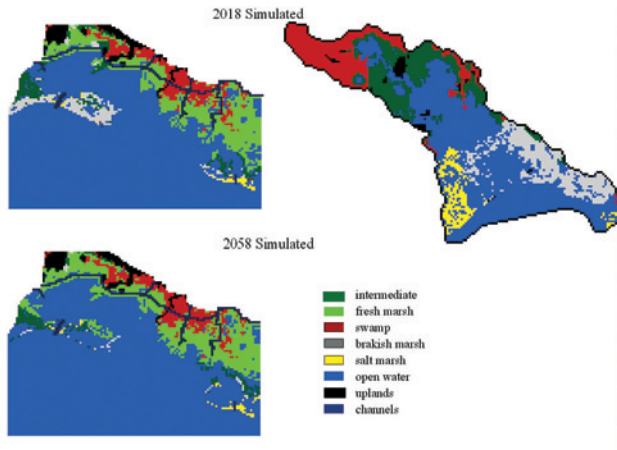 2018 Simulated
2058 Simulated
intermediate
fresh marsh
swamp
brakish marsh
salt marsh
open water
uplands
channels